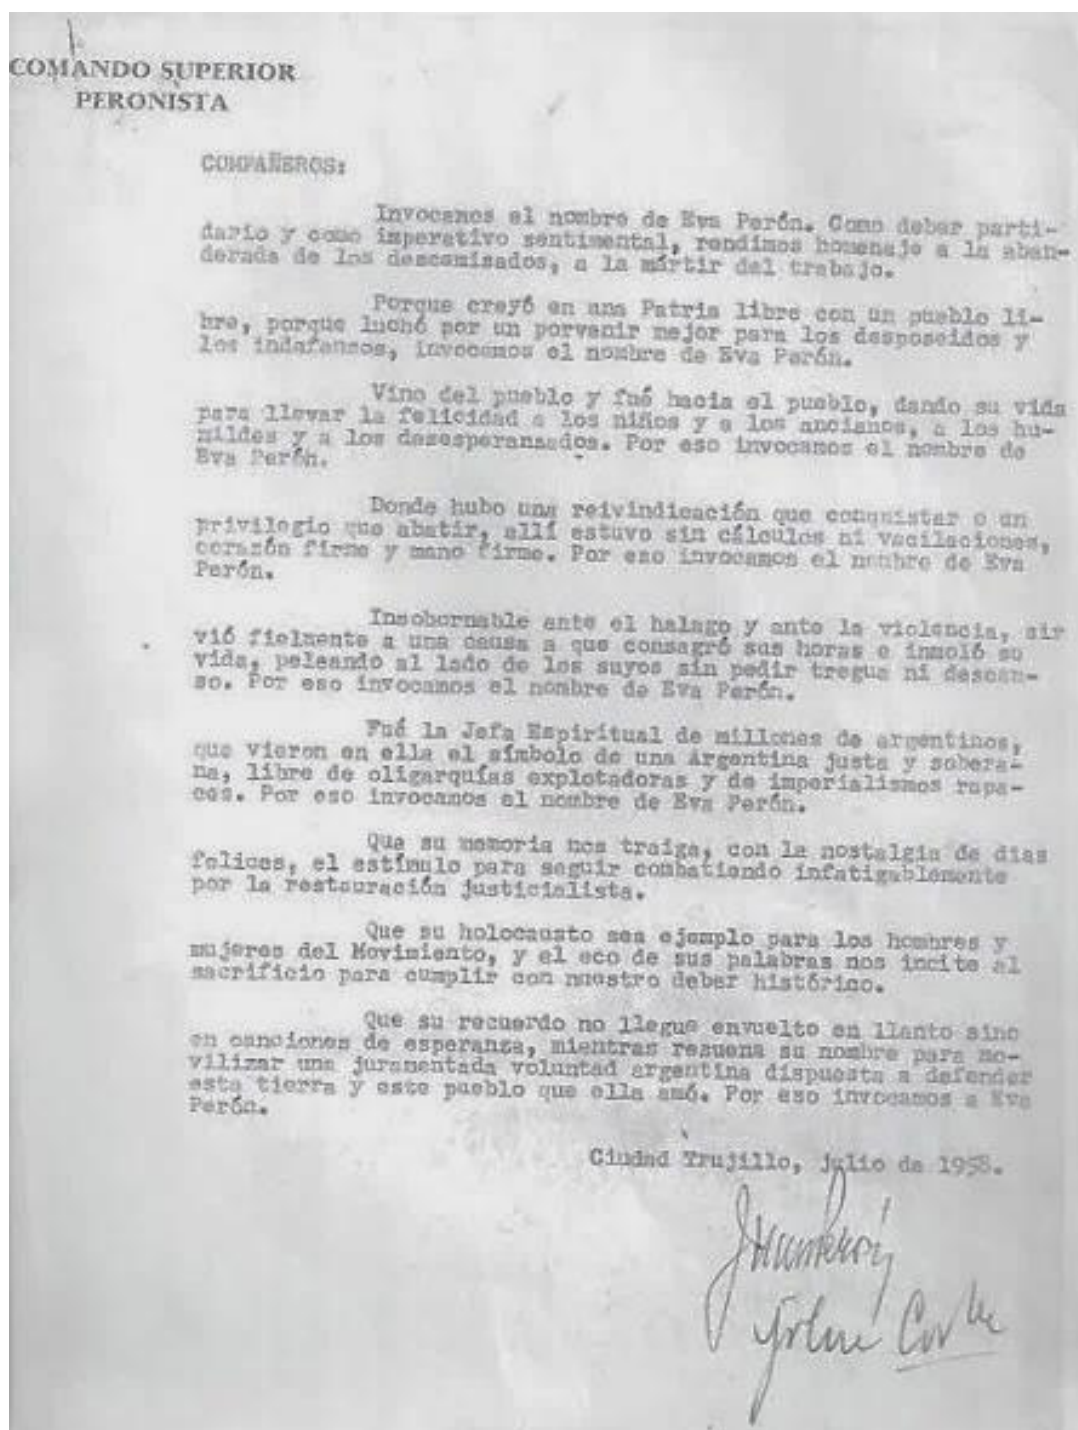 COMANDO SUPERIOR
PERONISTA
COMPAÑEROS:
Invocamos el nombre de Eva Perón. Como deber parti-
dario y como imperativo sentimental, rendimos homenaje a la aban-
derada de los descamisados, a la mártir del trabajo.
Porque creyó en una Patria libre con un pueblo li-
bre, porque luchó por un porvenir mejor para los desposeidos y
los indefensos, invocamos el nombre de Eva Perón.
Vino del pueblo y fué hacia el pueblo, dando su vida
para llevar la felicidad a los niños y a los ancianos, a los hu-
mildes y a los desesperanzados. Por eso invocamos el nombre de
Eva Perón.
Donde hubo una reivindicación que conquistar o un
privilegio que abatir, allí estuvo sin cálculos ni vacilaciones,
corazón firme y mano firme. Por eso invocamos el nombre de Eva
Perón.
Insobornable ante el halago y ante la violencia, sir
vió fielmente a una causa a que consagró sus horas e inmoló su
vida, peleando al lado de los suyos sin pedir tregua ni descan-
so. Por eso invocamos el nombre de Eva Perón.
Fué la Jefa Espiritual de millones de argentinos,
que vieron en ella el símbolo de una Argentina justa y sobera-
na, libre de oligarquías explotadoras y de imperialismos rapa-
ces. Por eso invocamos el nombre de Eva Perón.
Que su memoria nos traiga, con la nostalgia de dias
felices, el estímulo para seguir combatiendo infatigablemente
por la restauración justicialista.
Que su holocausto sea ejemplo para los hombres y
mujeres del Movimiento, y el eco de sus palabras nos incite al
sacrificio para cumplir con nuestro deber histórico.
Que su recuerdo no llegue envuelto en llanto sino
en canciones de esperanza, mientras resuena su nombre para mo-
vilizar una juramentada voluntad argentina dispuesta a defender
esta tierra y este pueblo que ella amó. Por eso invocamos a Eva
Perón.
Ciudad Trujillo, julio de 1958.
Juan Perón